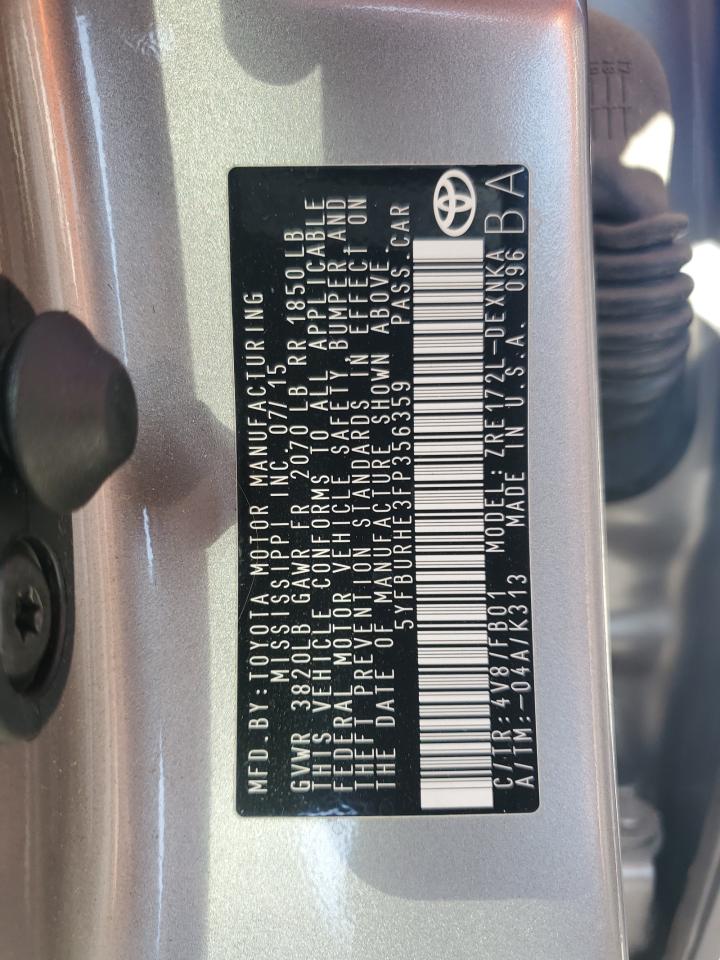 MFD.BY:TOYOTA MOTOR MANUFACTURING
MISSISSIPPI INC.07/15
GVWR 3820LB GAWR FR 2070 LB RR 1850 LB
THIS VEHICLE CONFORMS TO ALL APPLICABLE
FEDERAL MOTOR VEHICLE SAFETY, BUMPER AND
THEFT PREVENTION STANDARDS IN EFFECT ON
THE DATE OF MANUFACTURE SHOWN ABOVE.
5YFBURHE3FP356359 PASS.CAR
C/TR:4V8/FB01 MODEL:ZRE172L-DEXNKA
A/TM:-04A/K313 MADE IN U.S.A. 096 BA